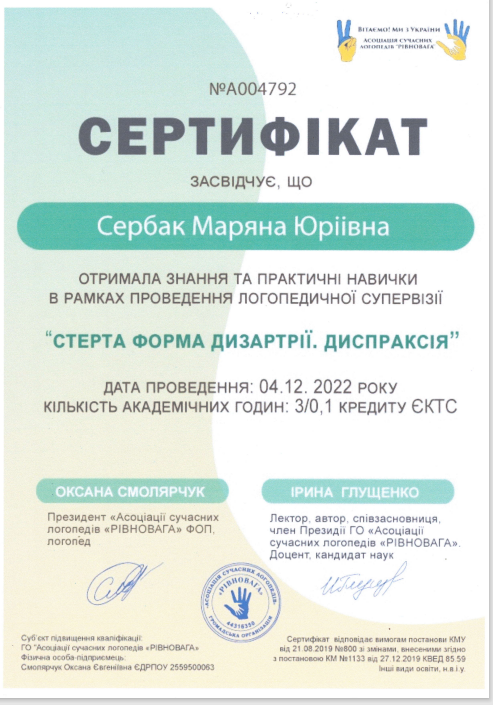 ВІТАЄМО! МИ З УКРАЇНИ
АСОЦІАЦІЯ СУЧАСНИХ
ЛОГОПЕДІВ "РІВНОВАГА"
№А004792
СЕРТИФІКАТ
ЗАСВІДЧУЄ, ЩО
Сербак Маряна Юріівна
ОТРИМАЛА ЗНАННЯ ТА ПРАКТИЧНІ НАВИЧКИ
В РАМКАХ ПРОВЕДЕННЯ ЛОГОПЕДИЧНОЇ СУПЕРВІЗІЇ
“СТЕРТА ФОРМА ДИЗАРТРІЇ. ДИСПРАКСІЯ”
ДАТА ПРОВЕДЕННЯ: 04.12. 2022 РОКУ
КІЛЬКІСТЬ АКАДЕМІЧНИХ ГОДИН: 3/0,1 КРЕДИТУ ЄКТС
ОКСАНА СМОЛЯРЧУК
Президент «Асоціації сучасних
логопедів «РІВНОВАГА» ФОП,
логопед
ІРИНА ГЛУЩЕНКО
Лектор, автор, співзасновниця,
член Президії ГО «Асоціації
сучасних логопедів «РІВНОВАГА».
Доцент, кандидат наук
АСОЦІАЦІЯ СУЧАСНИХ ЛОГОПЕДІВ
«РІВНОВАГА»
44316350
ГРОМАДСЬКА ОРГАНІЗАЦІЯ
Суб'єкт підвищення кваліфікації:
ГО "Асоціації сучасних логопедів «РІВНОВАГА»
Фізична особа-підприємець:
Смолярчук Оксана Євгеніївна ЄДРПОУ 2559500063
Сертифікат відповідає вимогам постанови КМУ
від 21.08.2019 №800 зі змінами, внесеними згідно
з постановою КМ №1133 від 27.12.2019 КВЕД 85.59
Інші види освіти, н.в.і.у.